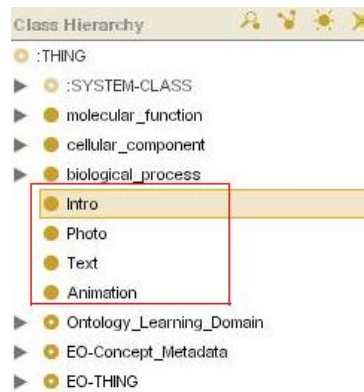 Class Hierarchy
:THING
:SYSTEM-CLASS
molecular_function
cellular_component
biological_process
Intro
Photo
Text
Animation
Ontology_Learning_Domain
EO-Concept_Metadata
EO-THING